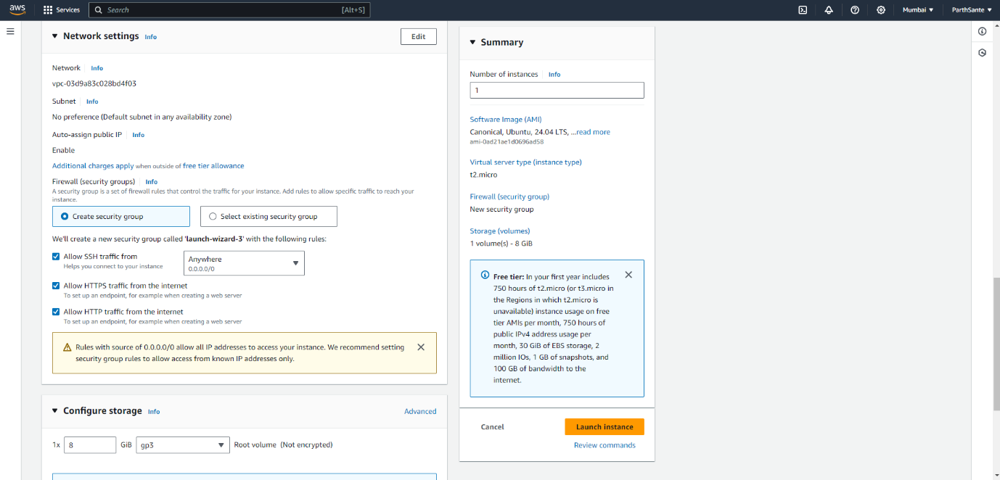 aws
Services
Search
[Alt+S]
Mumbai
ParthSante
Network settings Info
Edit
Network Info
vpc-03d9a83c028bd4f03
Subnet Info
No preference (Default subnet in any availability zone)
Auto-assign public IP Info
Enable
Additional charges apply when outside of free tier allowance
Firewall (security groups) Info
A security group is a set of firewall rules that control the traffic for your instance. Add rules to allow specific traffic to reach your
instance.
Create security group
Select existing security group
We'll create a new security group called 'launch-wizard-3' with the following rules:
Allow SSH traffic from
Helps you connect to your instance
Anywhere
0.0.0.0/0
Allow HTTPS traffic from the internet
To set up an endpoint, for example when creating a web server
Allow HTTP traffic from the internet
To set up an endpoint, for example when creating a web server
Rules with source of 0.0.0.0/0 allow all IP addresses to access your instance. We recommend setting
security group rules to allow access from known IP addresses only.
Configure storage Info
Advanced
1x 8 GiB gp3 Root volume (Not encrypted)
Summary
Number of instances Info
1
Software Image (AMI)
Canonical, Ubuntu, 24.04 LTS, ...read more
ami-0ad21ae1d0696ad58
Virtual server type (instance type)
t2.micro
Firewall (security group)
New security group
Storage (volumes)
1 volume(s) - 8 GiB
Free tier: In your first year includes
750 hours of t2.micro (or t3.micro in
the Regions in which t2.micro is
unavailable) instance usage on free
tier AMIs per month, 750 hours of
public IPv4 address usage per
month, 30 GiB of EBS storage, 2
million IOs, 1 GB of snapshots, and
100 GB of bandwidth to the
internet.
Cancel
Launch instance
Review commands